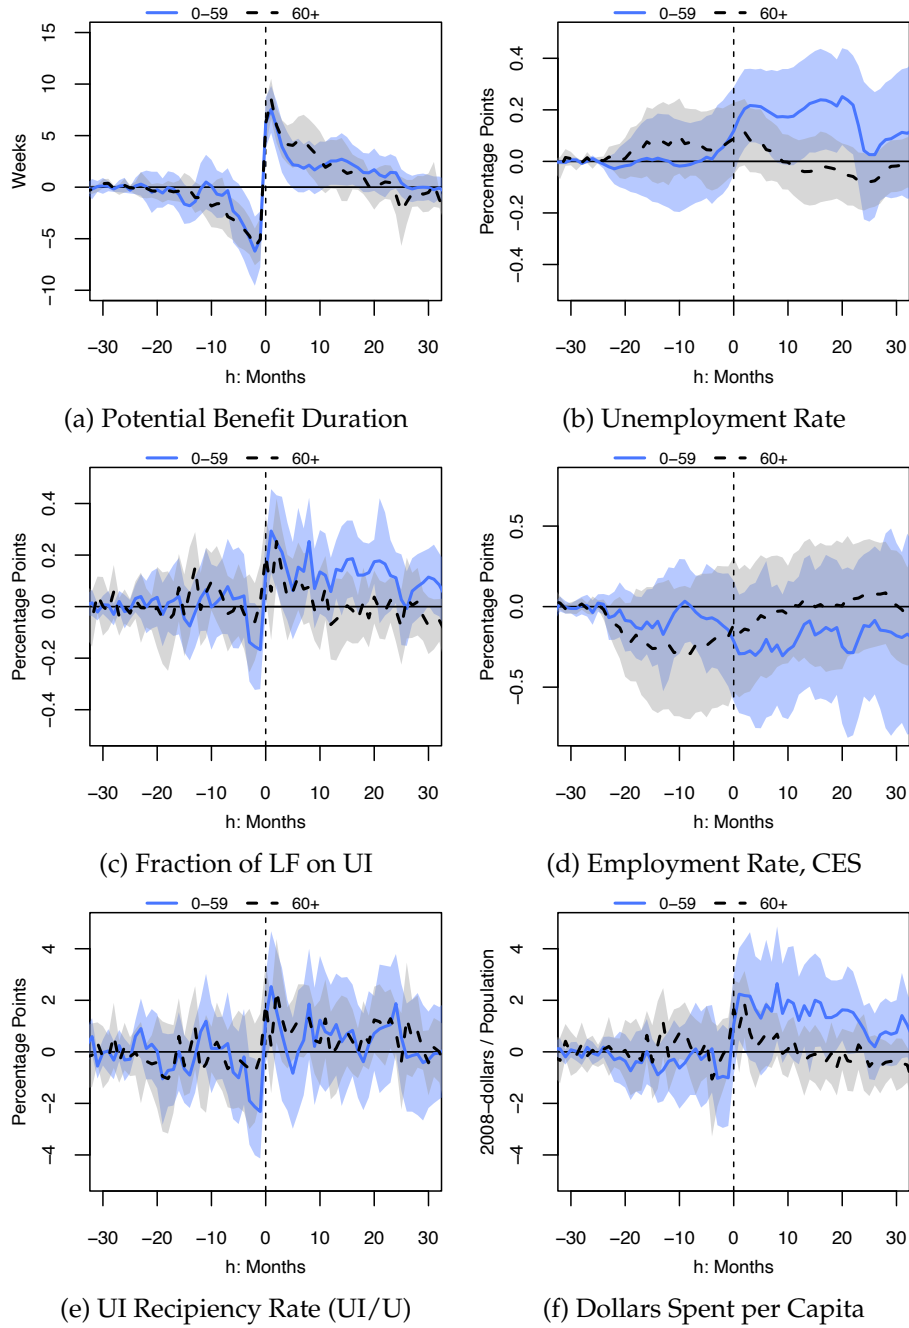 0−59 60+
15
10
5
0
−5
−10
Weeks
−30 −20 −10 0 10 20 30
h: Months
(a) Potential Benefit Duration
0−59 60+
0.4
0.2
0.0
−0.2
−0.4
Percentage Points
−30 −20 −10 0 10 20 30
h: Months
(b) Unemployment Rate
0−59 60+
0.4
0.2
0.0
−0.2
−0.4
Percentage Points
−30 −20 −10 0 10 20 30
h: Months
(c) Fraction of LF on UI
0−59 60+
0.5
0.0
−0.5
Percentage Points
−30 −20 −10 0 10 20 30
h: Months
(d) Employment Rate, CES
0−59 60+
4
2
0
−2
−4
Percentage Points
−30 −20 −10 0 10 20 30
h: Months
(e) UI Recipiency Rate (UI/U)
0−59 60+
4
2
0
−2
−4
2008−dollars / Population
−30 −20 −10 0 10 20 30
h: Months
(f) Dollars Spent per Capita